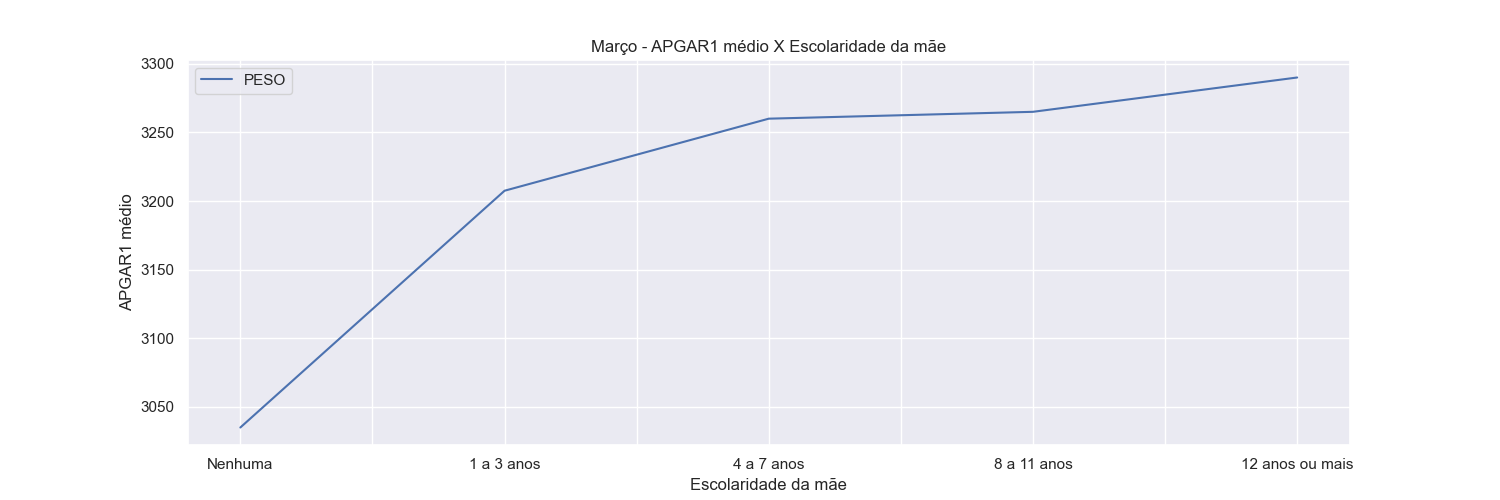 Março - APGAR1 médio X Escolaridade da mãe
PESO
3300
3250
3200
3150
3100
3050
APGAR1 médio
Nenhuma
1 a 3 anos
4 a 7 anos
8 a 11 anos
12 anos ou mais
Escolaridade da mãe